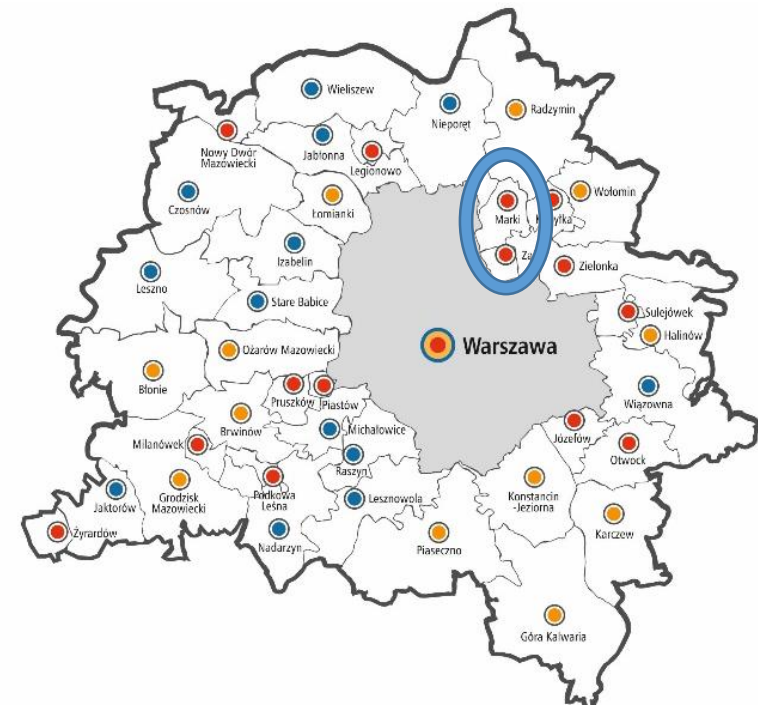 Wieliszew
Radzymin
Nieporęt
Nowy Dwór
Mazowiecki
Jabłonna
Legionowo
Wołomin
Czosnów
Łomianki
Marki
Izabelin
Zielonka
Leszno
Stare Babice
Sulejówek
Halinów
Warszawa
Ożarów Mazowiecki
Błonie
Pruszków
Piastów
Wiązowna
Brwinów
Michałowice
Józefów
Milanówek
Raszyn
Otwock
Jaktorów
Grodzisk
Mazowiecki
Podkowa
Leśna
Lesznowola
Konstancin
-Jeziorna
Żyrardów
Nadarzyn
Piaseczno
Karczew
Góra Kalwaria